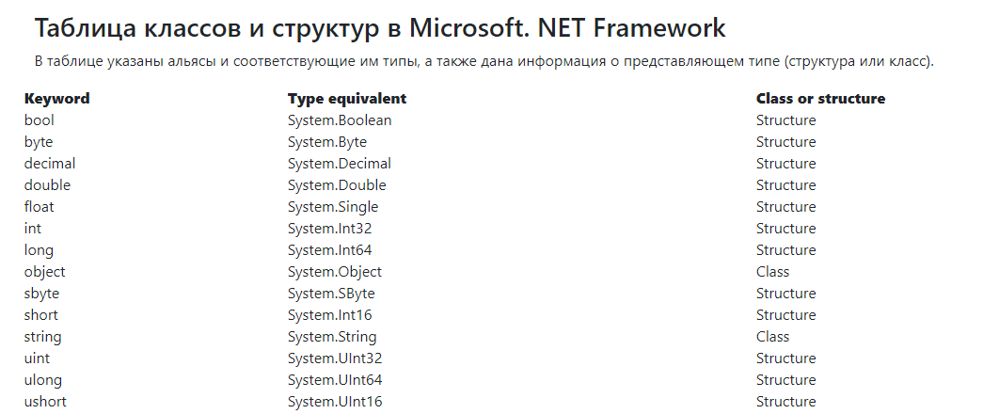 Таблица классов и структур в Microsoft. NET Framework
В таблице указаны альясы и соответствующие им типы, а также дана информация о представляющем типе (структура или класс).
Keyword Type equivalent Class or structure
bool System.Boolean Structure
byte System.Byte Structure
decimal System.Decimal Structure
double System.Double Structure
float System.Single Structure
int System.Int32 Structure
long System.Int64 Structure
object System.Object Class
sbyte System.SByte Structure
short System.Int16 Structure
string System.String Class
uint System.UInt32 Structure
ulong System.UInt64 Structure
ushort System.UInt16 Structure